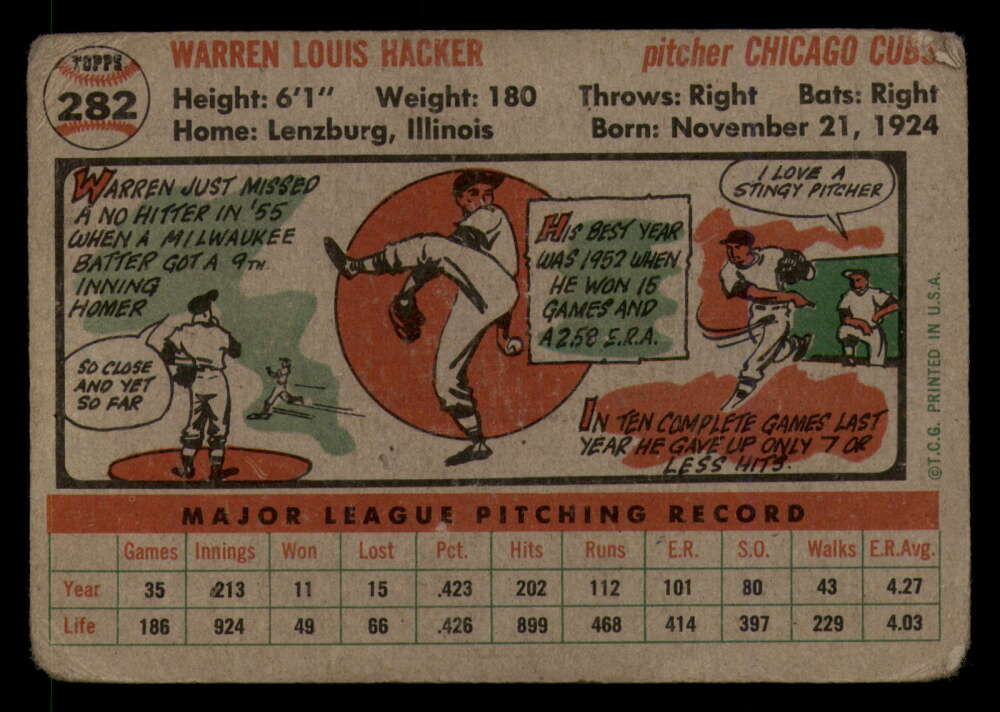 TOPPS
282
WARREN LOUIS HACKER
pitcher CHICAGO CUBS
Height: 6'1" Weight: 180 Throws: Right Bats: Right
Home: Lenzburg, Illinois Born: November 21, 1924
WARREN JUST MISSED
A NO HITTER IN '55
WHEN A MILWAUKEE
BATTER GOT A 9TH
INNING
HOMER
SO CLOSE
AND YET
SO FAR
HIS BEST YEAR
WAS 1952 WHEN
HE WON 15
GAMES AND
A 2.58 E.R.A.
I LOVE A
STINGY PITCHER
IN TEN COMPLETE GAMES LAST
YEAR HE GAVE UP ONLY 7 OR
LESS HITS.
©T.C.G. PRINTED IN U.S.A.
MAJOR LEAGUE PITCHING RECORD
Games Innings Won Lost Pct. Hits Runs E.R. S.O. Walks E.R.Avg.
Year 35 213 11 15 .423 202 112 101 80 43 4.27
Life 186 924 49 66 .426 899 468 414 397 229 4.03